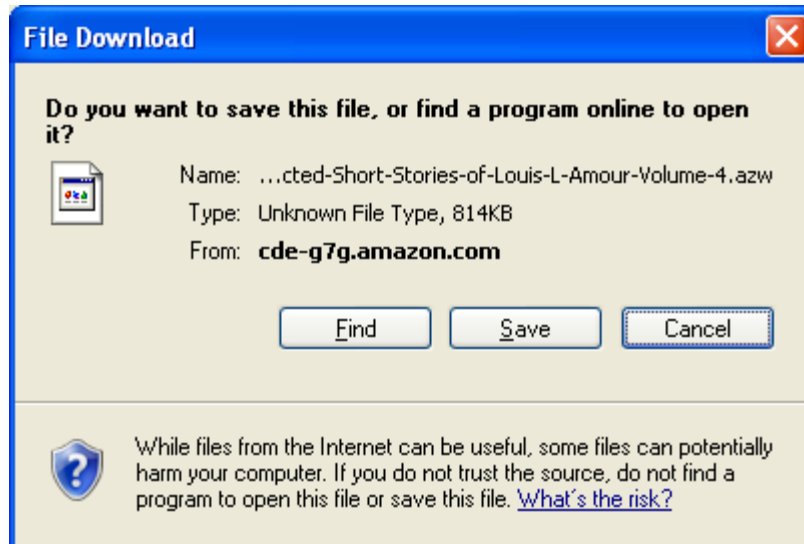 File Download
Do you want to save this file, or find a program online to open
it?
Name: ...cted-Short-Stories-of-Louis-L-Amour-Volume-4.azw
Type: Unknown File Type, 814KB
From: cde-g7g.amazon.com
Find Save Cancel
While files from the Internet can be useful, some files can potentially
harm your computer. If you do not trust the source, do not find a
program to open this file or save this file. What's the risk?